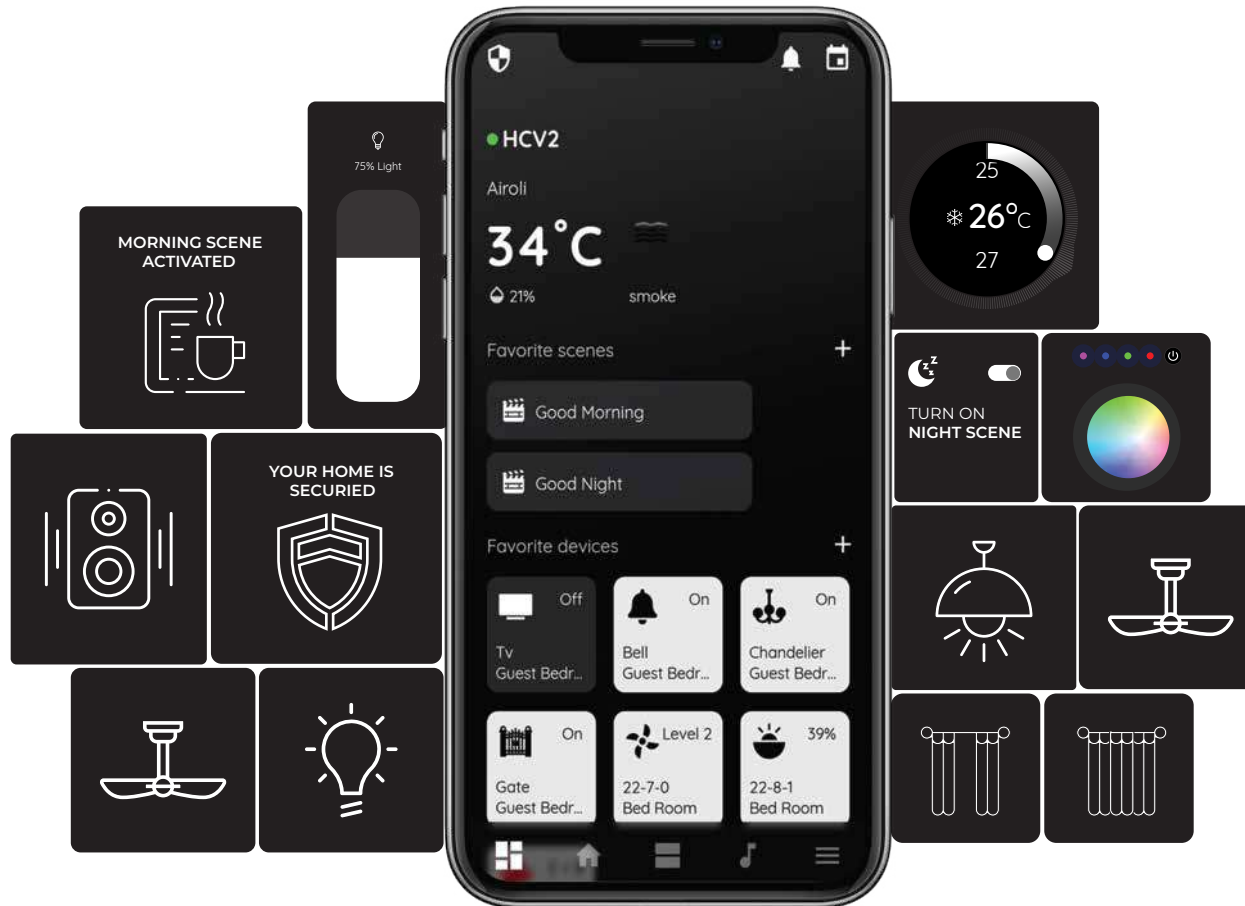 75% Light
MORNING SCENE
ACTIVATED
YOUR HOME IS
SECURIED
HCV2
Airoli
34°C
21%
smoke
Favorite scenes
+
Good Morning
Good Night
Favorite devices
+
Off
Tv
Guest Bedr...
On
Bell
Guest Bedr...
On
Chandelier
Guest Bedr...
On
Gate
Guest Bedr...
Level 2
22-7-0
Bed Room
39%
22-8-1
Bed Room
25
26°C
27
z z z
TURN ON
NIGHT SCENE